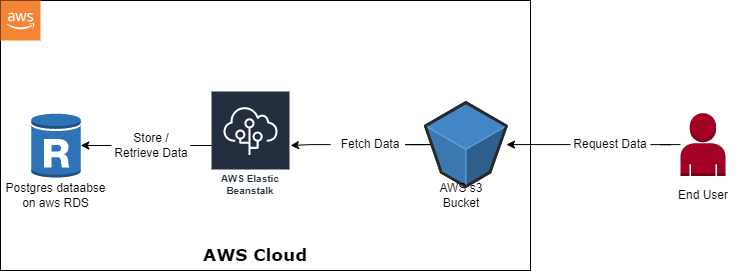 aws
Store /
Retrieve Data
Fetch Data
Request Data
R
Postgres dataabse
on aws RDS
AWS Elastic
Beanstalk
AWS s3
Bucket
End User
AWS Cloud